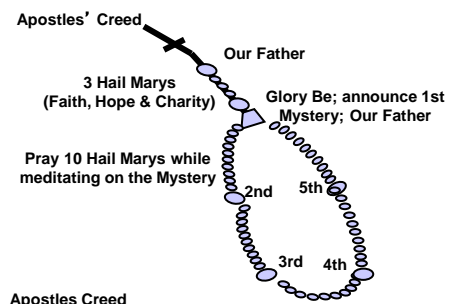 Apostles’ Creed
Our Father
3 Hail Marys
(Faith, Hope & Charity)
Glory Be; announce 1st
Mystery; Our Father
Pray 10 Hail Marys while
meditating on the Mystery
2nd
5th
3rd
4th
Apostles Creed